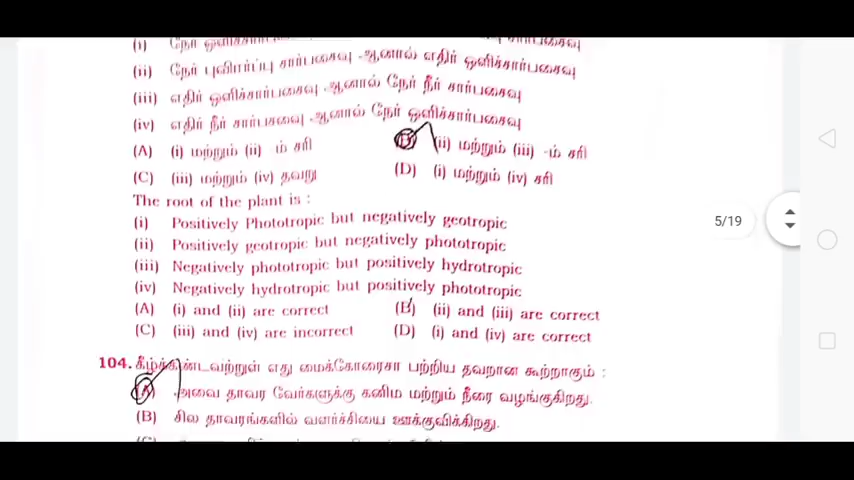 (i) நேர் ஒளிச்சார்பசைவு
(ii) நேர் புவிஈர்ப்பு சார்பசைவு -ஆனால் எதிர் ஒளிச்சார்பசைவு
(iii) எதிர் ஒளிச்சார்பசைவு -ஆனால் நேர் நீர் சார்பசைவு
(iv) எதிர் நீர் சார்பசைவு -ஆனால் நேர் ஒளிச்சார்பசைவு
(A) (i) மற்றும் (ii) -ம் சரி (ii) மற்றும் (iii) -ம் சரி
(C) (iii) மற்றும் (iv) தவறு (D) (i) மற்றும் (iv) சரி
The root of the plant is :
(i) Positively Phototropic but negatively geotropic
(ii) Positively geotropic but negatively phototropic
5/19
(iii) Negatively phototropic but positively hydrotropic
(iv) Negatively hydrotropic but positively phototropic
(A) (i) and (ii) are correct (B) (ii) and (iii) are correct
(C) (iii) and (iv) are incorrect (D) (i) and (iv) are correct
104. கீழ்க்கண்டவற்றுள் எது மைக்கோரைசா பற்றிய தவறான கூற்றாகும் :
(A) அவை தாவர வேர்களுக்கு கனிம மற்றும் நீரை வழங்குகிறது.
(B) சில தாவரங்களில் வளர்ச்சியை ஊக்குவிக்கிறது.